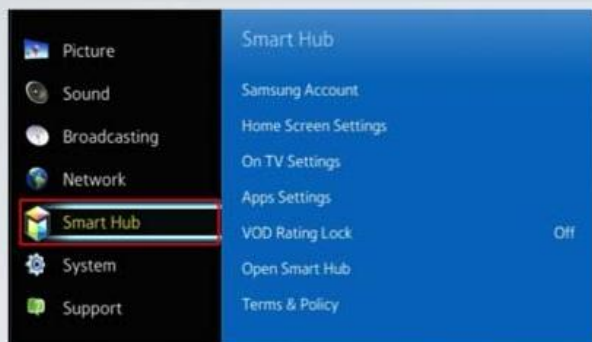 Picture
Sound
Broadcasting
Network
Smart Hub
System
Support
Smart Hub
Samsung Account
Home Screen Settings
On TV Settings
Apps Settings
VOD Rating Lock Off
Open Smart Hub
Terms & Policy